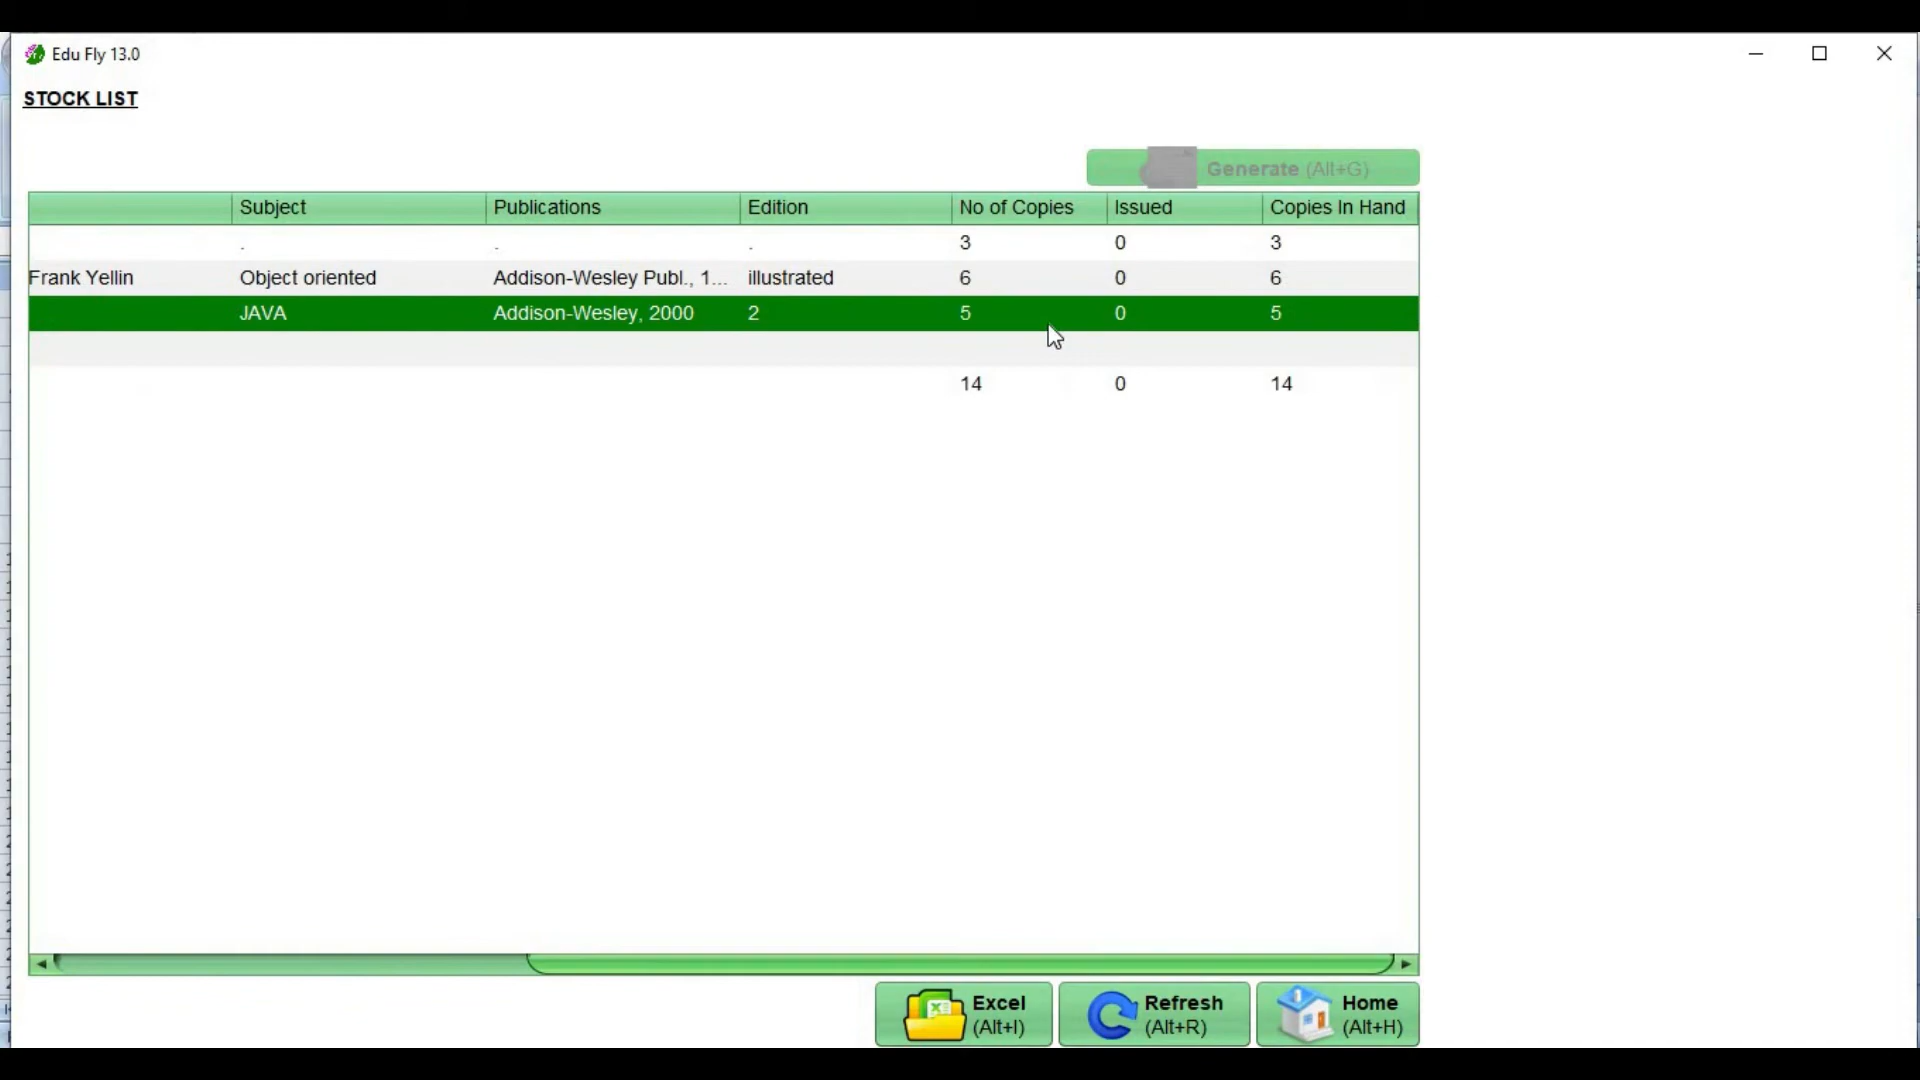 Edu Fly 13.0
STOCK LIST
Generate (Alt+G)
Subject Publications Edition No of Copies Issued Copies In Hand
. . . 3 0 3
Frank Yellin Object oriented Addison-Wesley Publ., 1... illustrated 6 0 6
JAVA Addison-Wesley, 2000 2 5 0 5
14 0 14
Excel Refresh Home
(Alt+I) (Alt+R) (Alt+H)